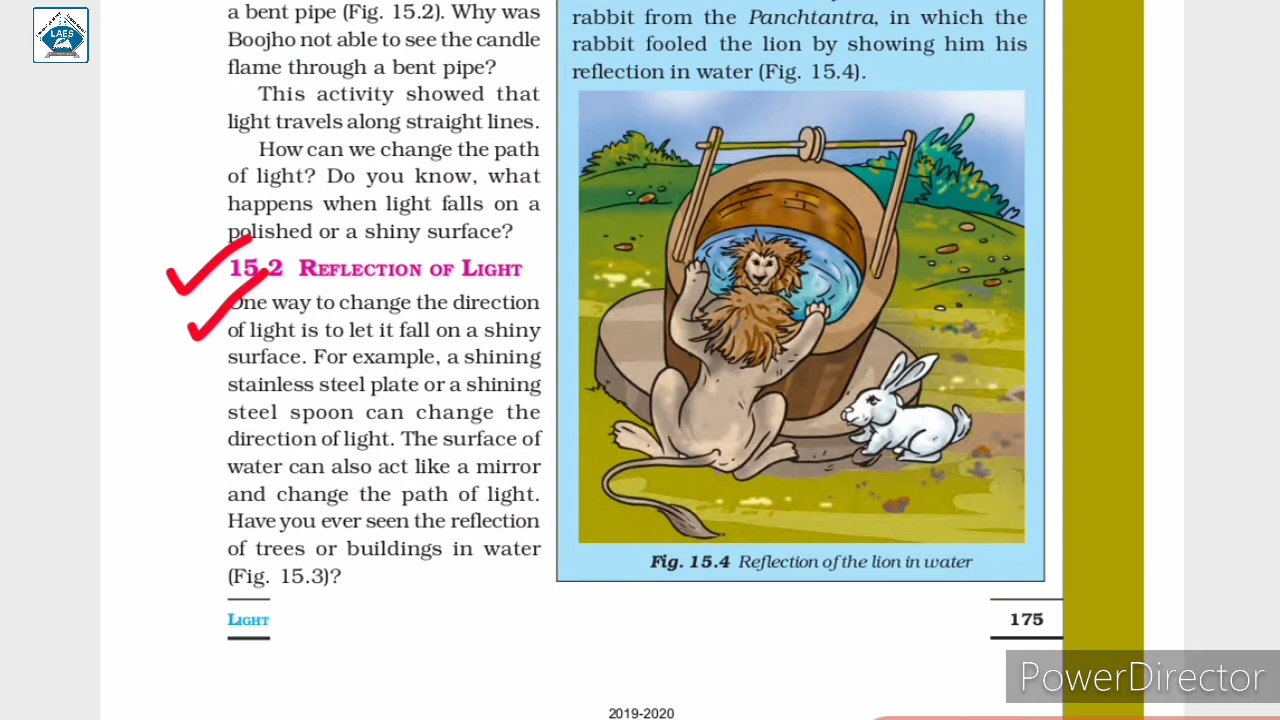 LAES
a bent pipe (Fig. 15.2). Why was
Boojho not able to see the candle
flame through a bent pipe?
This activity showed that
light travels along straight lines.
How can we change the path
of light? Do you know, what
happens when light falls on a
polished or a shiny surface?
15.2 REFLECTION OF LIGHT
One way to change the direction
of light is to let it fall on a shiny
surface. For example, a shining
stainless steel plate or a shining
steel spoon can change the
direction of light. The surface of
water can also act like a mirror
and change the path of light.
Have you ever seen the reflection
of trees or buildings in water
(Fig. 15.3)?
rabbit from the Panchtantra, in which the
rabbit fooled the lion by showing him his
reflection in water (Fig. 15.4).
Fig. 15.4 Reflection of the lion in water
LIGHT
175
PowerDirector
2019-2020